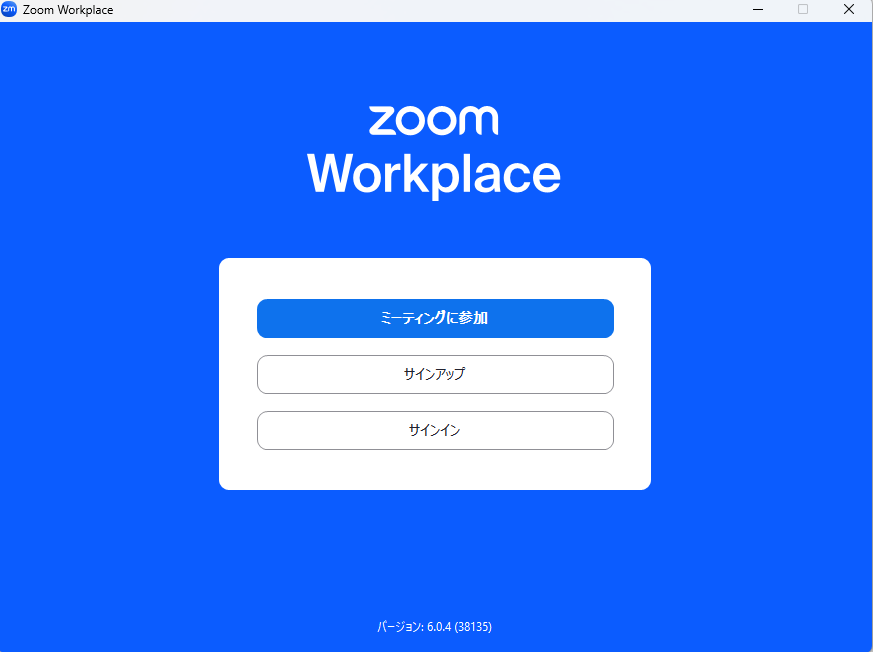 zm Zoom Workplace
zoom
Workplace
ミーティングに参加
サインアップ
サインイン
バージョン: 6.0.4 (38135)